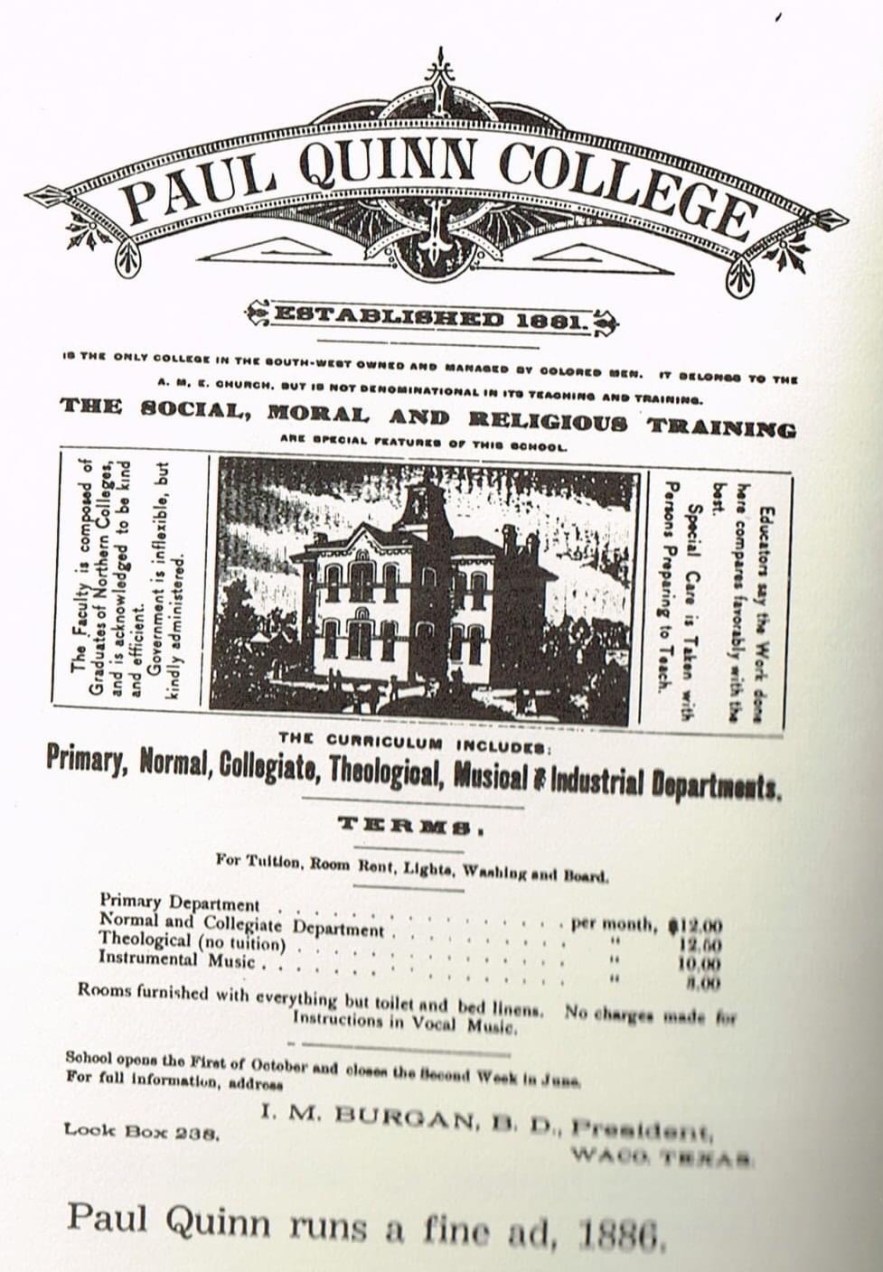 PAUL QUINN COLLEGE
ESTABLISHED 1881.
IS THE ONLY COLLEGE IN THE SOUTH-WEST OWNED AND MANAGED BY COLORED MEN. IT BELONGS TO THE
A. M. E. CHURCH, BUT IS NOT DENOMINATIONAL IN ITS TEACHING AND TRAINING.
THE SOCIAL, MORAL AND RELIGIOUS TRAINING
ARE SPECIAL FEATURES OF THIS SCHOOL.
The Faculty is composed of
Graduates of Northern Colleges,
and is acknowledged to be kind
and efficient.
Government is inflexible, but
kindly administered.
Educators say the Work done
here compares favorably with the
best.
Special Care is Taken with
Persons Preparing to Teach.
THE CURRICULUM INCLUDES:
Primary, Normal, Collegiate, Theological, Musical & Industrial Departments.
TERMS.
For Tuition, Room Rent, Lights, Washing and Board.
Primary Department . . . . . . . . . . . . . . per month, $12.00
Normal and Collegiate Department . . . . . . . . . "
Theological (no tuition) . . . . . . . . . . . . . " 10.00
Instrumental Music . . . . . . . . . . . . . . . "
Rooms furnished with everything but toilet and bed linens. No charges made for
Instructions in Vocal Music.
School opens the First of October and closes the Second Week in June.
For full information, address
I. M. BURGAN, B. D., President,
Lock Box 238. WACO, TEXAS.
Paul Quinn runs a fine ad, 1886.